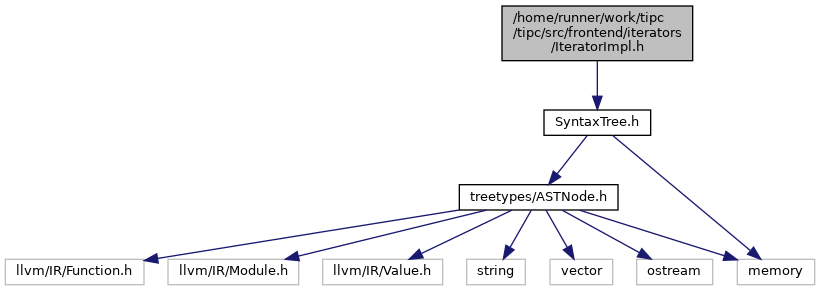 /home/runner/work/tipc
/tipc/src/frontend/iterators
/IteratorImpl.h
SyntaxTree.h
treetypes/ASTNode.h
llvm/IR/Function.h
llvm/IR/Module.h
llvm/IR/Value.h
string
vector
ostream
memory